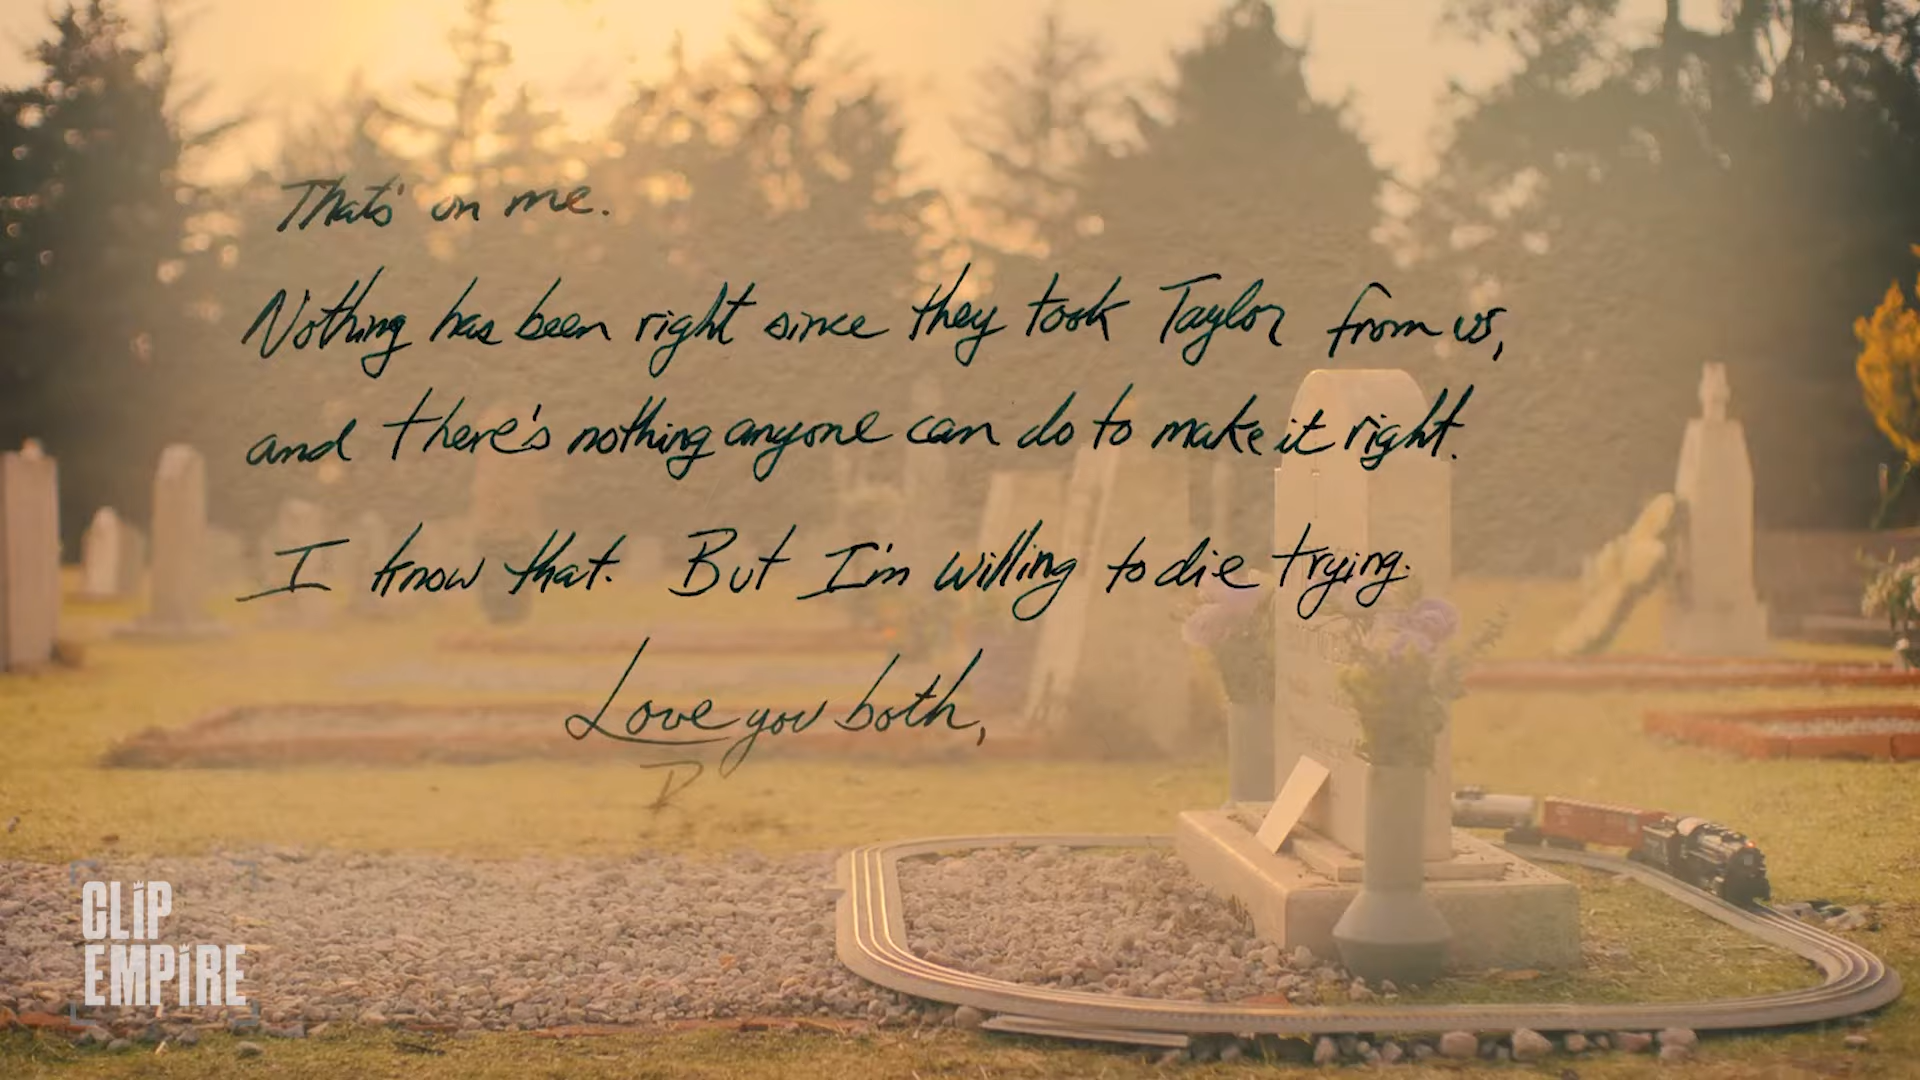 That's on me.
Nothing has been right since they took Taylor from us,
and there's nothing anyone can do to make it right.
I know that. But I'm willing to die trying.
Love you both,
D
CLIP
EMPIRE